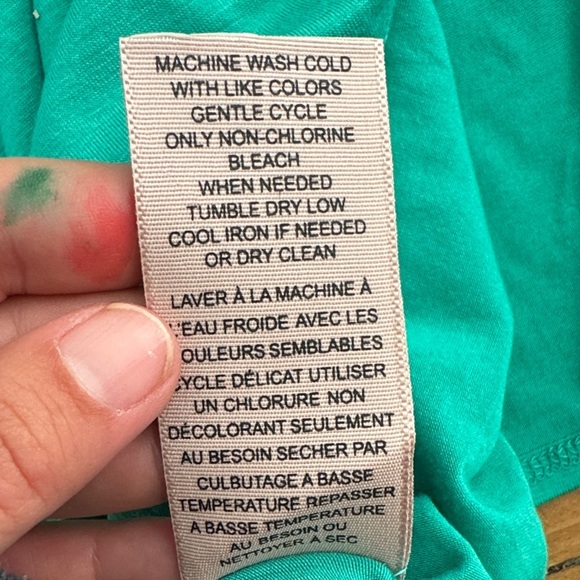 MACHINE WASH COLD
WITH LIKE COLORS
GENTLE CYCLE
ONLY NON-CHLORINE
BLEACH
WHEN NEEDED
TUMBLE DRY LOW
COOL IRON IF NEEDED
OR DRY CLEAN
LAVER À LA MACHINE À
L'EAU FROIDE AVEC LES
OULEURS SEMBLABLES
CYCLE DÉLICAT UTILISER
UN CHLORURE NON
DÉCOLORANT SEULEMENT
AU BESOIN SECHER PAR
CULBUTAGE A BASSE
TEMPERATURE REPASSER
A BASSE TEMPERATURE
AU BESOIN OU
NETTOYER À SEC